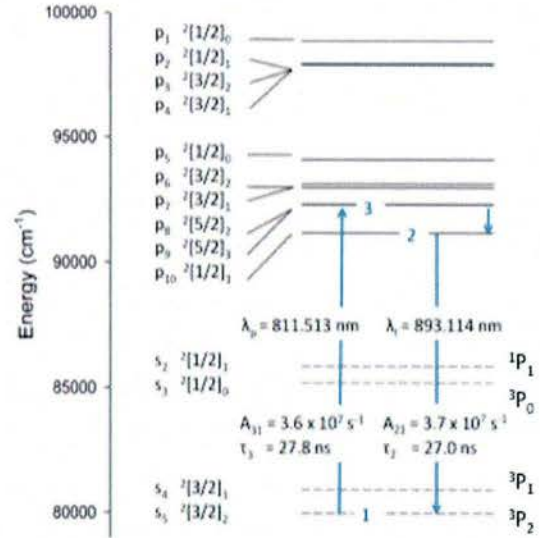 100000
95000
90000
85000
80000
Energy (cm⁻¹)
p₁ ²[1/2]₀
p₂ ²[1/2]₁
p₃ ²[3/2]₂
p₄ ²[3/2]₁
p₅ ²[1/2]₀
p₆ ²[3/2]₂
p₇ ²[3/2]₁
p₈ ²[5/2]₂
p₉ ²[5/2]₃
p₁₀ ²[1/2]₁
3
2
λₚ = 811.513 nm λₗ = 893.114 nm
s₂ ²[1/2]₁ ¹P₁
s₃ ²[1/2]₀ ³P₀
A₃₁ = 3.6 x 10⁷ s⁻¹ A₂₁ = 3.7 x 10⁷ s⁻¹
τ₃ = 27.8 ns τ₂ = 27.0 ns
s₄ ²[3/2]₁ ³P₁
s₅ ²[3/2]₂ 1 ³P₂